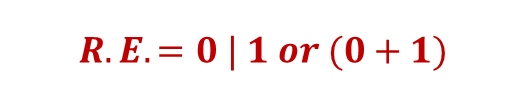 R. E. = 0 | 1 or (0 + 1)